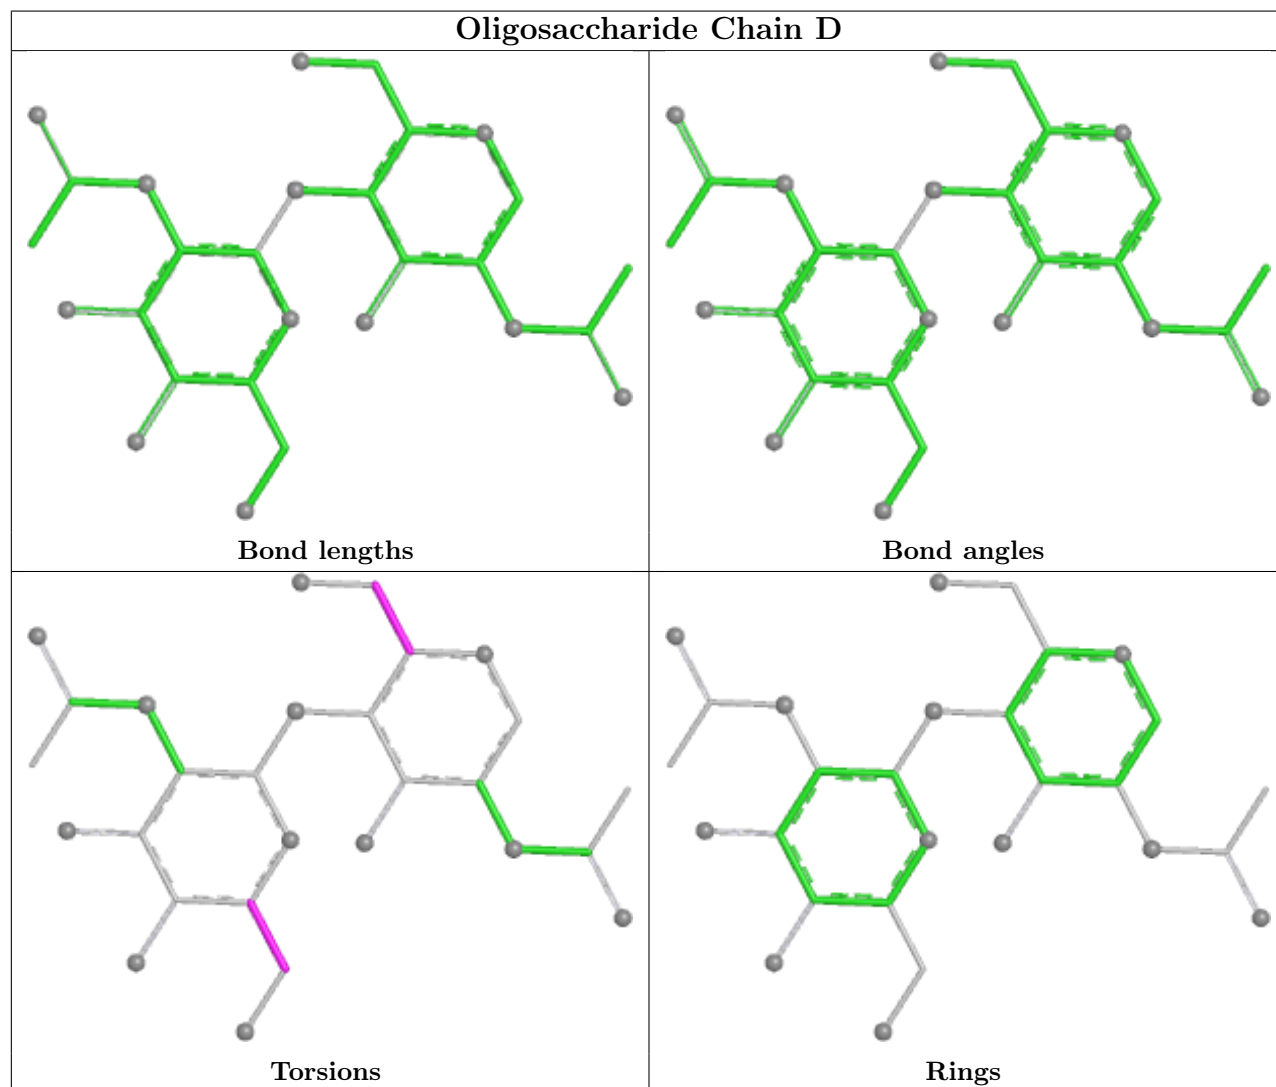 Oligosaccharide Chain D
Bond lengths
Bond angles
Torsions
Rings